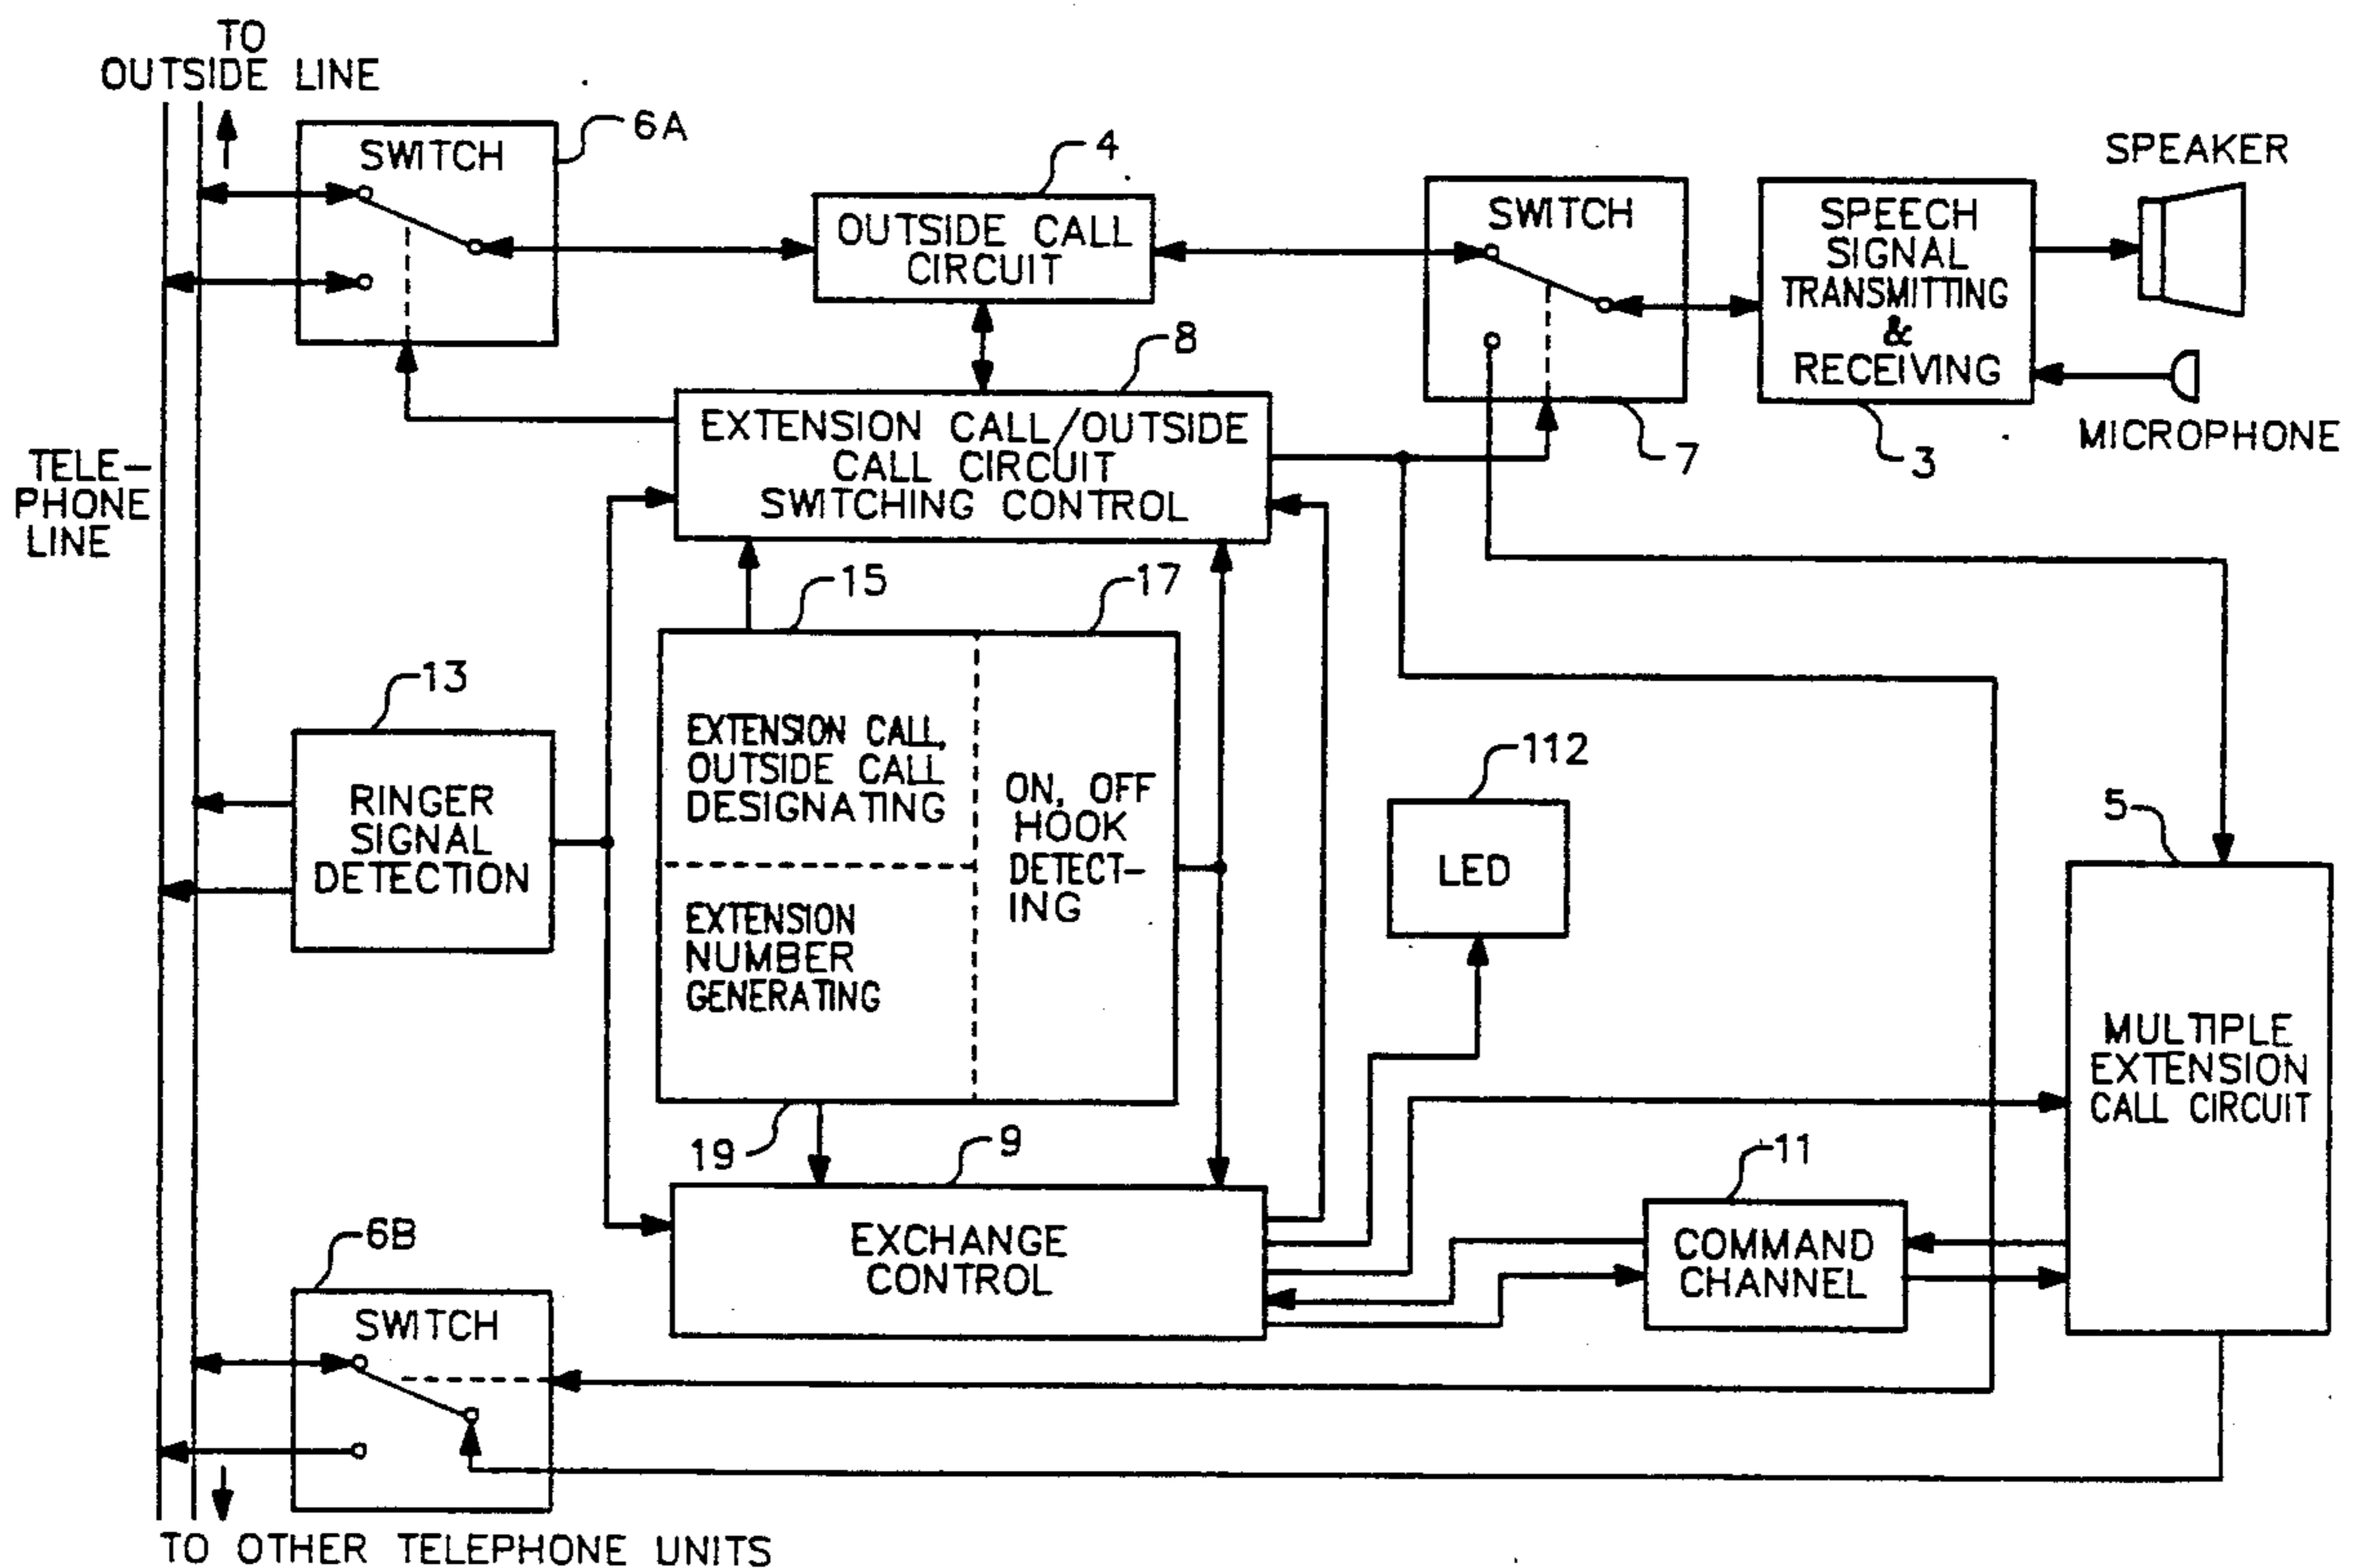 TO
OUTSIDE LINE
6A
SWITCH
4
OUTSIDE CALL
CIRCUIT
SWITCH
7
SPEECH
SIGNAL
TRANSMITTING
&
RECEIVING
3
SPEAKER
MICROPHONE
8
EXTENSION CALL/OUTSIDE
CALL CIRCUIT
SWITCHING CONTROL
TELE-
PHONE
LINE
15
17
13
RINGER
SIGNAL
DETECTION
EXTENSION CALL,
OUTSIDE CALL
DESIGNATING
ON, OFF
HOOK
DETECT-
ING
EXTENSION
NUMBER
GENERATING
19
112
LED
5
MULTIPLE
EXTENSION
CALL CIRCUIT
9
EXCHANGE
CONTROL
11
COMMAND
CHANNEL
6B
SWITCH
TO OTHER TELEPHONE UNITS